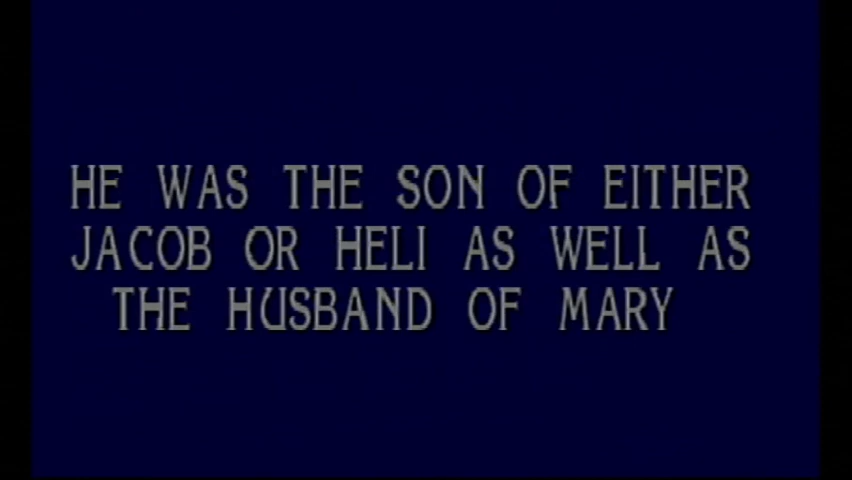 HE WAS THE SON OF EITHER
JACOB OR HELI AS WELL AS
THE HUSBAND OF MARY